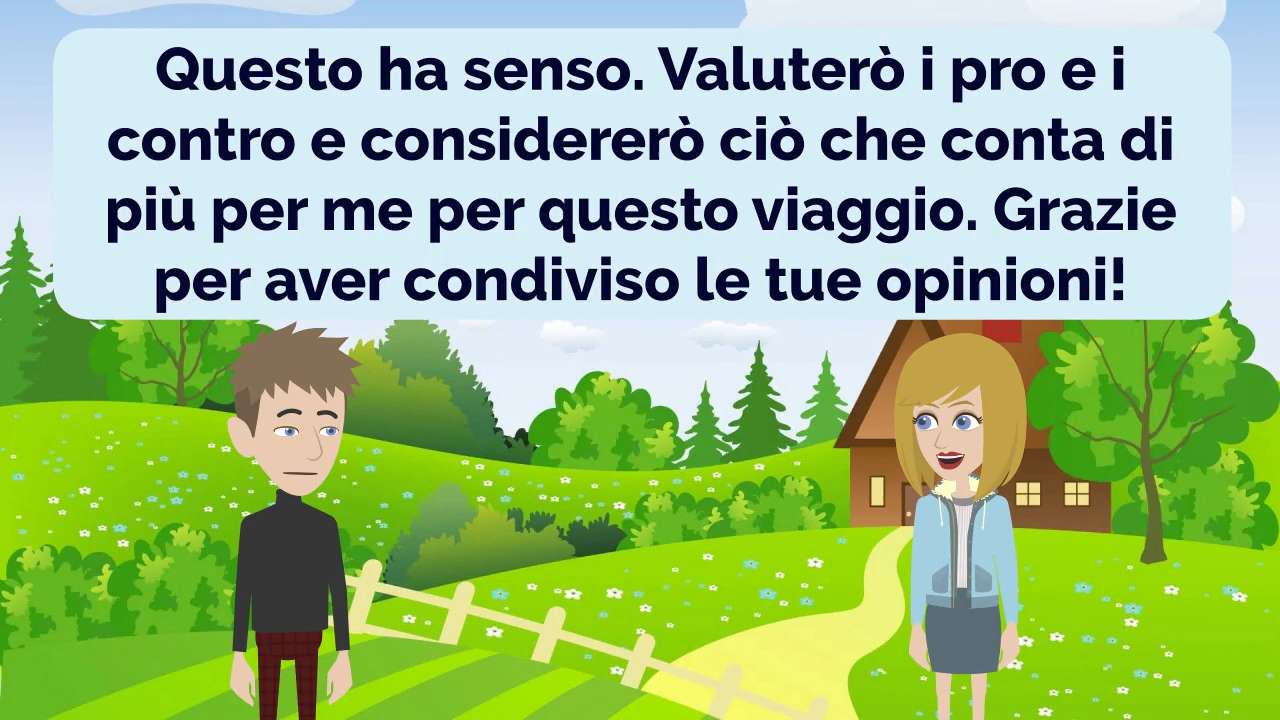 Questo ha senso. Valuterò i pro e i
contro e considererò ciò che conta di
più per me per questo viaggio. Grazie
per aver condiviso le tue opinioni!